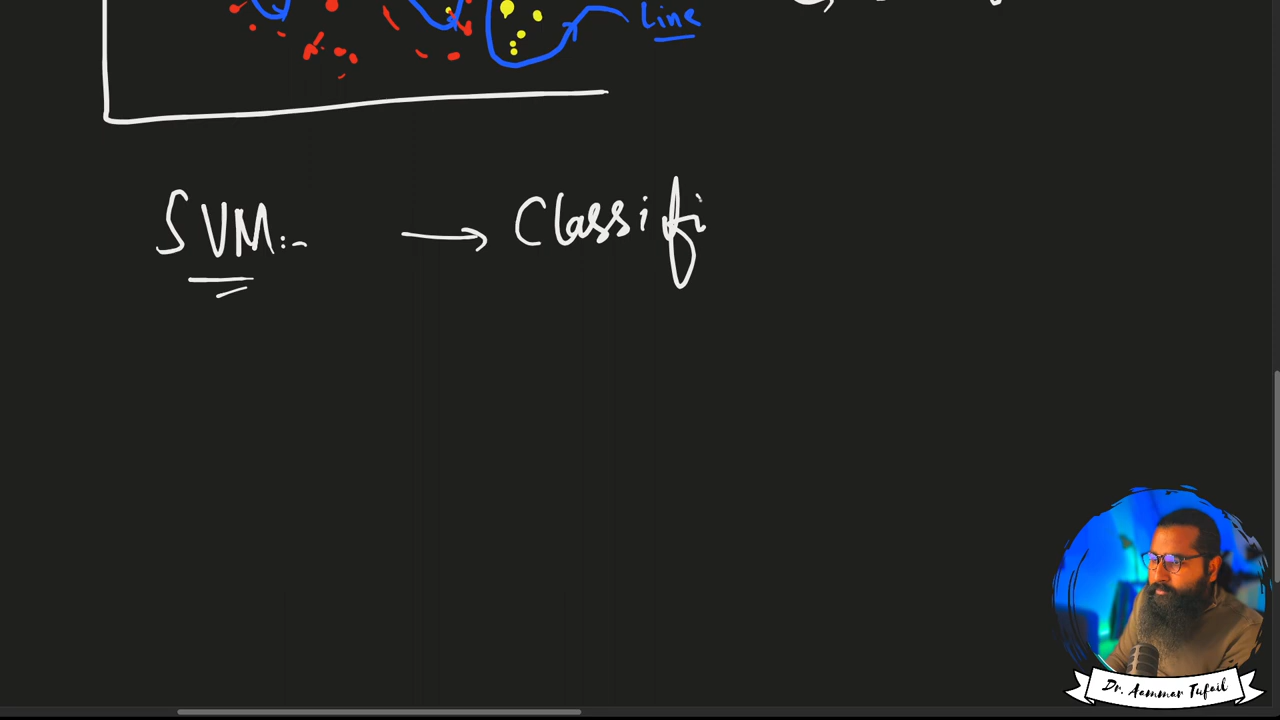 Line
SVM:- → Classifi
Dr. Aammar Tufail